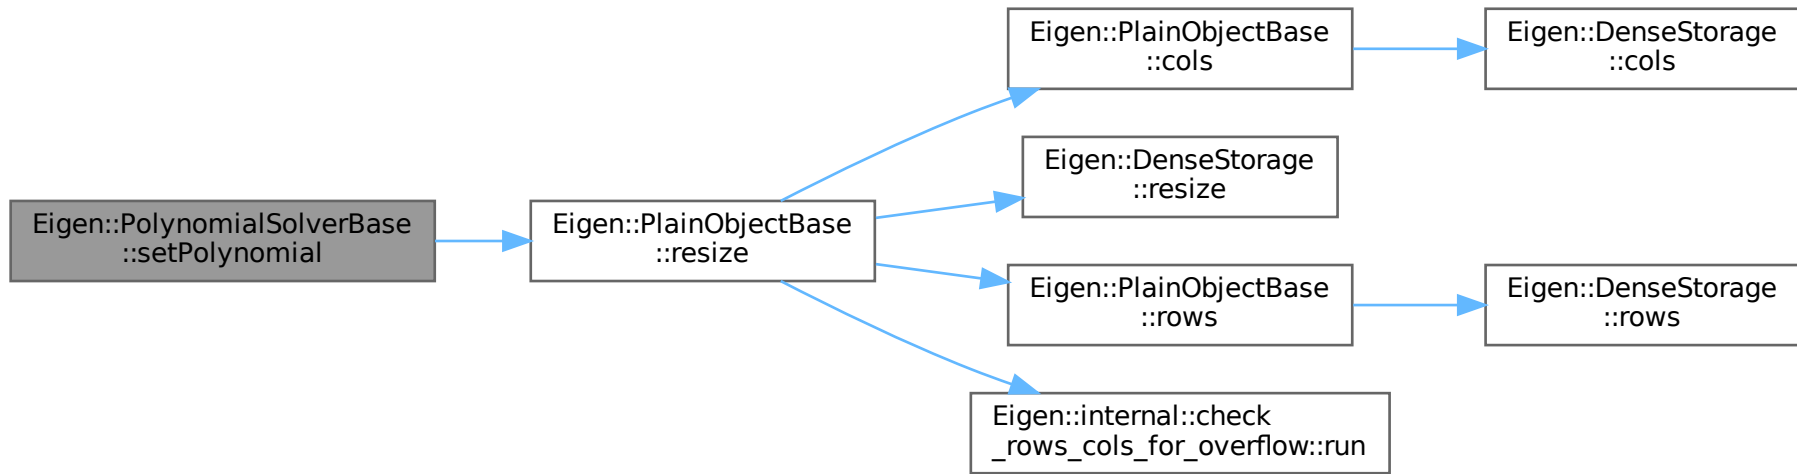 Eigen::PolynomialSolverBase
::setPolynomial
Eigen::PlainObjectBase
::resize
Eigen::PlainObjectBase
::cols
Eigen::DenseStorage
::cols
Eigen::DenseStorage
::resize
Eigen::PlainObjectBase
::rows
Eigen::DenseStorage
::rows
Eigen::internal::check
_rows_cols_for_overflow::run